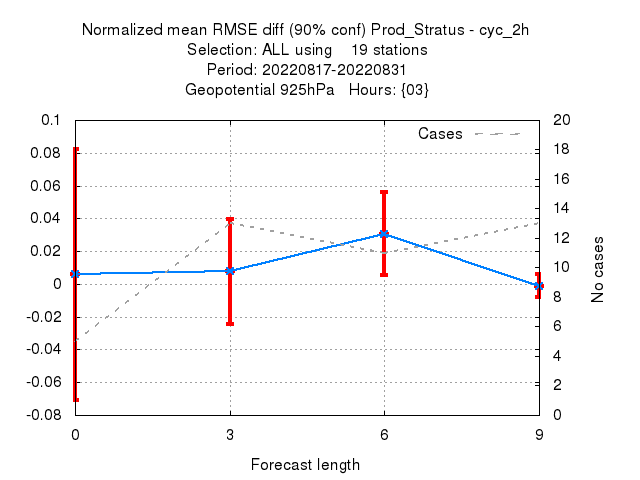 Normalized mean RMSE diff (90% conf) Prod_Stratus - cyc_2h
Selection: ALL using    19 stations
Period: 20220817-20220831
Geopotential 925hPa   Hours: {03}
Cases
0.1
0.08
0.06
0.04
0.02
0
-0.02
-0.04
-0.06
-0.08
20
18
16
14
12
10
8
6
4
2
0
No cases
0 3 6 9
Forecast length